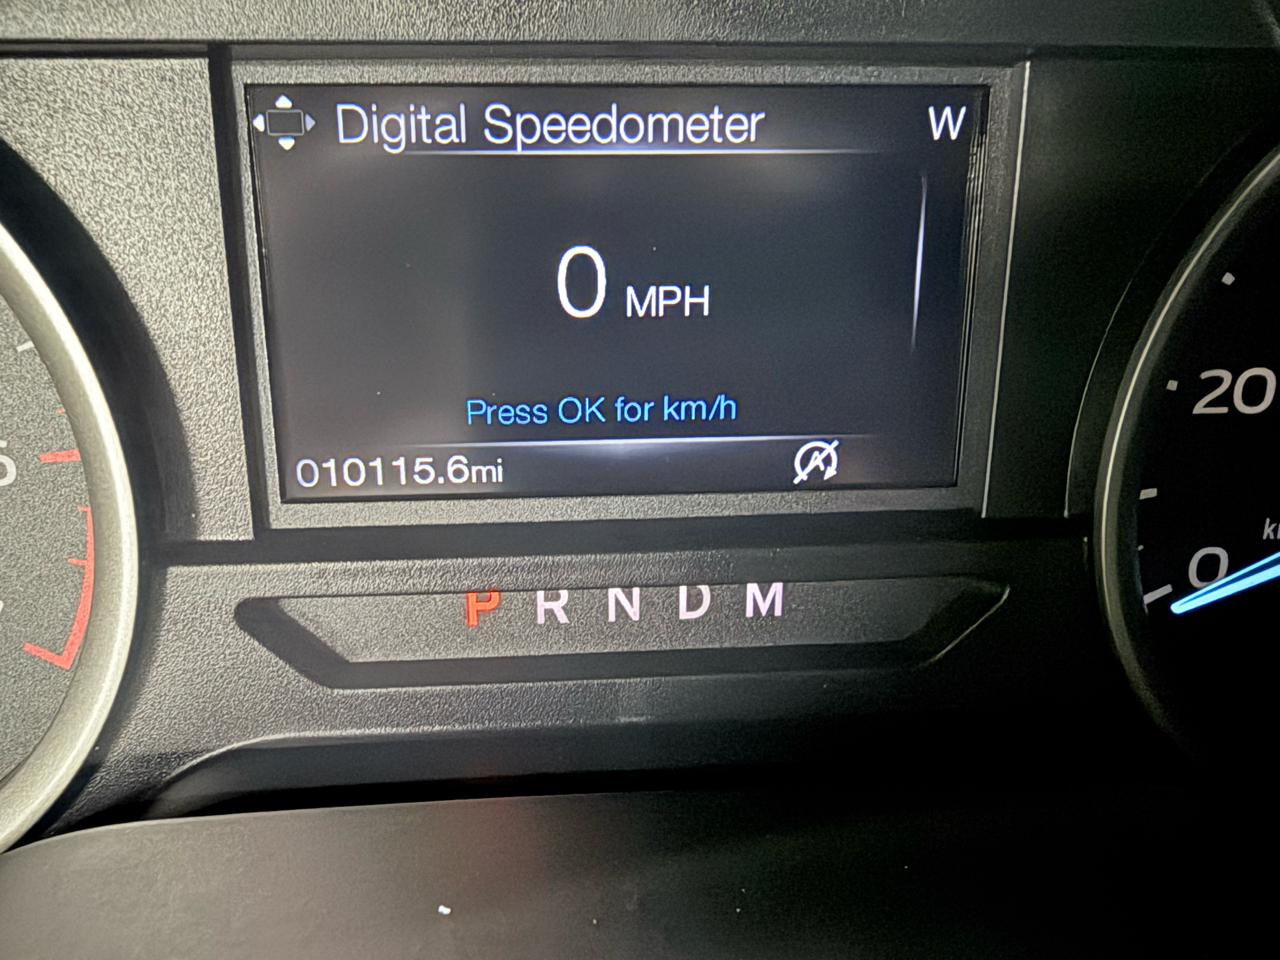 Digital Speedometer W
0 MPH
Press OK for km/h
010115.6mi
P R N D M
20
0